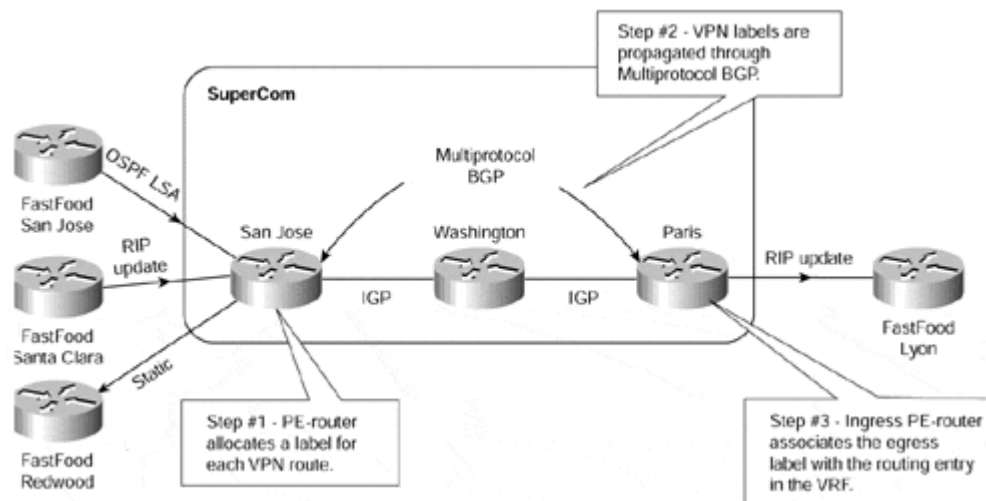 Step #2 - VPN labels are
propagated through
Multiprotocol BGP.
SuperCom
OSPF LSA
Multiprotocol
BGP
FastFood
San Jose
San Jose
Washington
Paris
RIP
update
RIP update
IGP
IGP
FastFood
Santa Clara
FastFood
Lyon
Static
Step #1 - PE-router
allocates a label for
each VPN route.
Step #3 - Ingress PE-router
associates the egress
label with the routing entry
in the VRF.
FastFood
Redwood